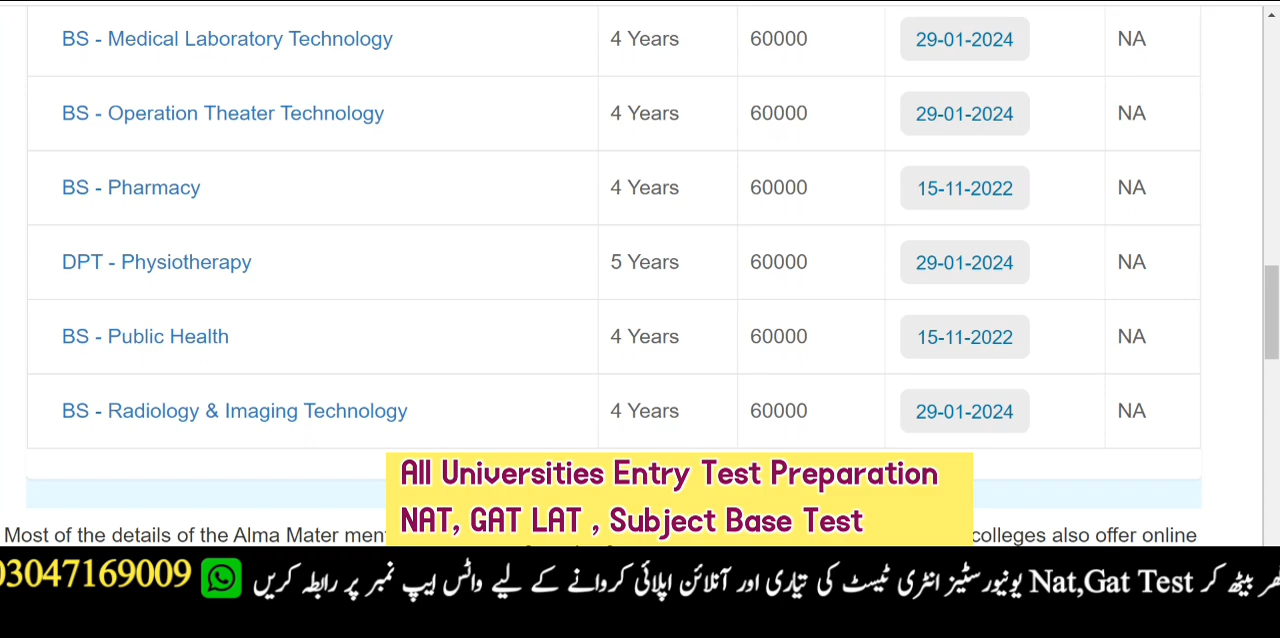 BS - Medical Laboratory Technology 4 Years 60000 29-01-2024 NA
BS - Operation Theater Technology 4 Years 60000 29-01-2024 NA
BS - Pharmacy 4 Years 60000 15-11-2022 NA
DPT - Physiotherapy 5 Years 60000 29-01-2024 NA
BS - Public Health 4 Years 60000 15-11-2022 NA
BS - Radiology & Imaging Technology 4 Years 60000 29-01-2024 NA
All Universities Entry Test Preparation
NAT, GAT LAT , Subject Base Test
Most of the details of the Alma Mater colleges also offer online
بیٹھ کر Nat,Gat Test یونیورسٹیز انٹری ٹیسٹ کی تیاری اور آنلائن اپلائی کروانے کے لیے واٹس ایپ نمبر پر رابطہ کریں 03047169009